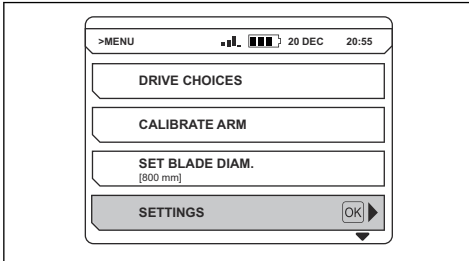 >MENU 20 DEC 20:55
DRIVE CHOICES
CALIBRATE ARM
SET BLADE DIAM.
[800 mm]
SETTINGS OK